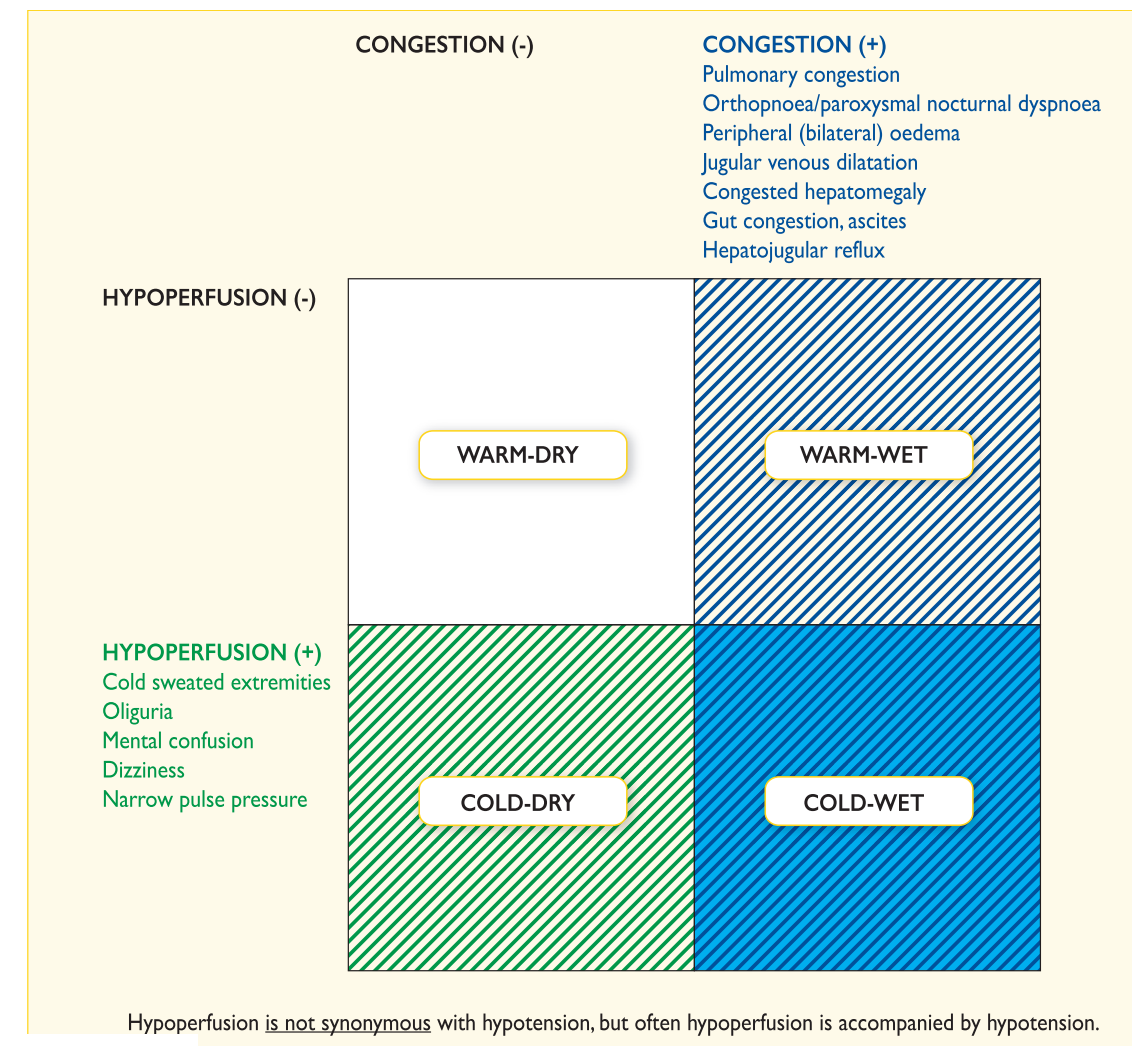 CONGESTION (-)
CONGESTION (+)
Pulmonary congestion
Orthopnoea/paroxysmal nocturnal dyspnoea
Peripheral (bilateral) oedema
Jugular venous dilatation
Congested hepatomegaly
Gut congestion, ascites
Hepatojugular reflux
HYPOPERFUSION (-)
WARM-DRY
WARM-WET
HYPOPERFUSION (+)
Cold sweated extremities
Oliguria
Mental confusion
Dizziness
Narrow pulse pressure
COLD-DRY
COLD-WET
Hypoperfusion is not synonymous with hypotension, but often hypoperfusion is accompanied by hypotension.